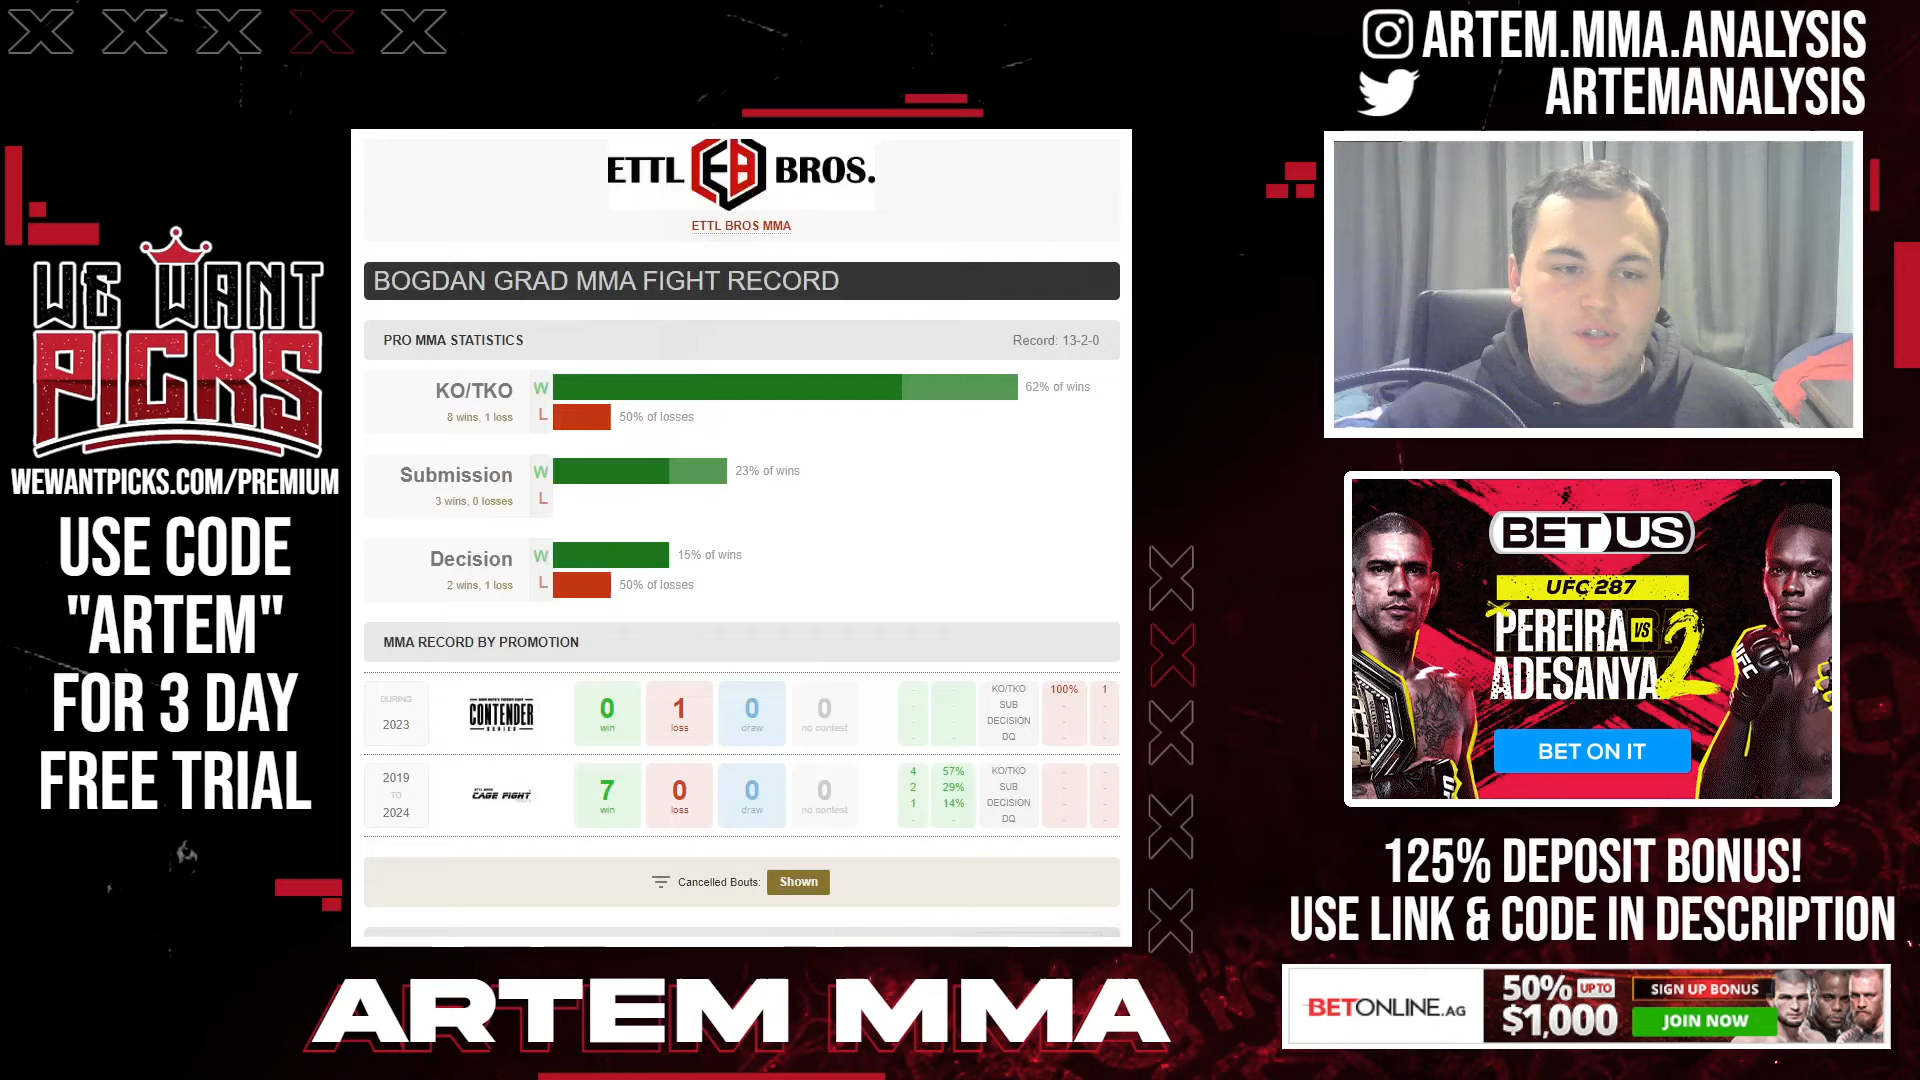 ARTEM.MMA.ANALYSIS
ARTEMANALYSIS
WE WANT
PICKS
WEWANTPICKS.COM/PREMIUM
USE CODE
"ARTEM"
FOR 3 DAY
FREE TRIAL
ETTL EB BROS.
ETTL BROS MMA
BOGDAN GRAD MMA FIGHT RECORD
PRO MMA STATISTICS
Record: 13-2-0
KO/TKO W 62% of wins
8 wins, 1 loss L 50% of losses
Submission W 23% of wins
3 wins, 0 losses L
Decision W 15% of wins
2 wins, 1 loss L 50% of losses
MMA RECORD BY PROMOTION
DURING
2023
CONTENDER
SERIES
0 win
1 loss
0 draw
0 no contest
- - KO/TKO 100% 1
- - SUB - -
- - DECISION - -
- - DQ - -
2019
TO
2024
CAGE FIGHT
7 win
0 loss
0 draw
0 no contest
4 57% KO/TKO - -
2 29% SUB - -
1 14% DECISION - -
- - DQ - -
Cancelled Bouts: Shown
ARTEM MMA
BETUS
UFC 287
PEREIRA VS
ADESANYA 2
UFC
BET ON IT
125% DEPOSIT BONUS!
USE LINK & CODE IN DESCRIPTION
BETONLINE.AG
50% UP TO
$1,000
SIGN UP BONUS
JOIN NOW